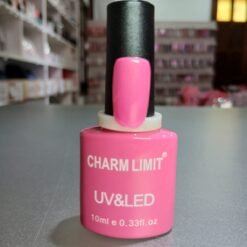 CHARM LIMIT®
UV&LED
10ml e 0.33fl.oz